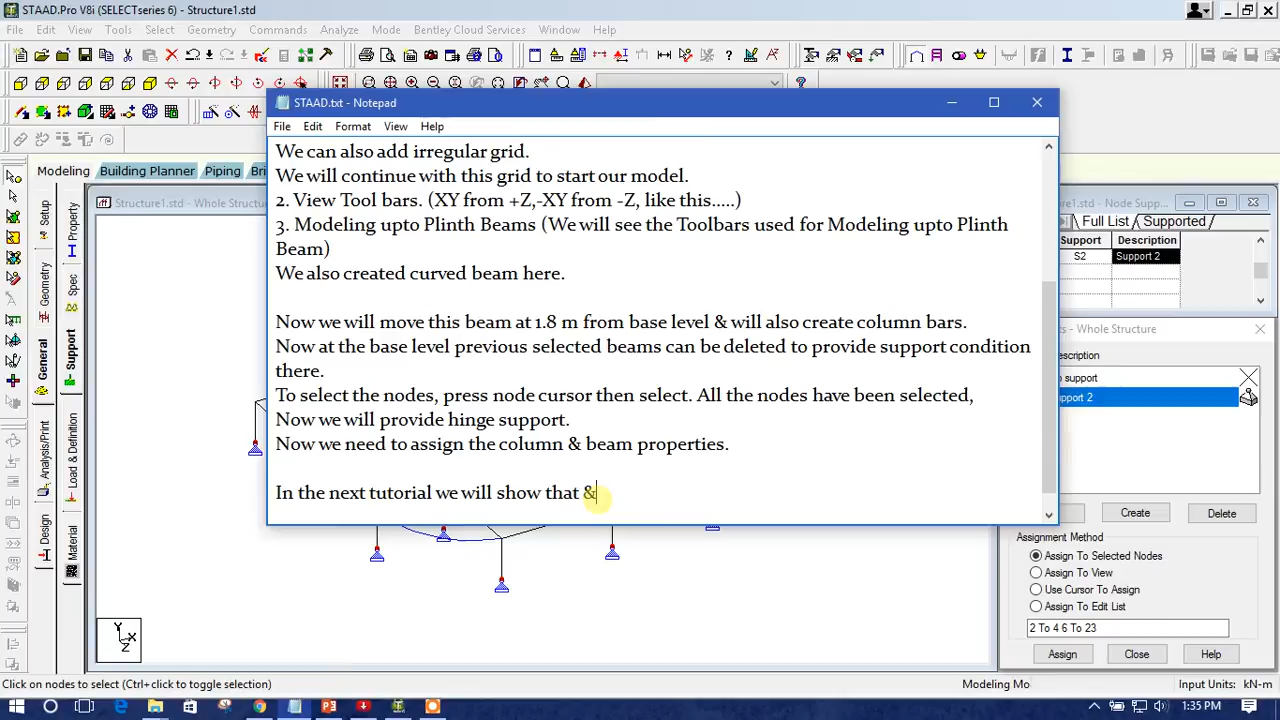 STAAD.Pro V8i (SELECTseries 6) - Structure1.std
File Edit View Tools Select Geometry Commands Analyze Mode Bentley Cloud Services Window Help
STAAD.txt - Notepad
File Edit Format View Help
Modeling Building Planner Piping Bri
Structure1.std - Whole Structure
We can also add irregular grid.
We will continue with this grid to start our model.
2. View Tool bars. (XY from +Z,-XY from -Z, like this.....)
3. Modeling upto Plinth Beams (We will see the Toolbars used for Modeling upto Plinth
Beam)
We also created curved beam here.
Now we will move this beam at 1.8 m from base level & will also create column bars.
Now at the base level previous selected beams can be deleted to provide support condition
there.
To select the nodes, press node cursor then select. All the nodes have been selected,
Now we will provide hinge support.
Now we need to assign the column & beam properties.
In the next tutorial we will show that &
Setup
Geometry
General
Analysis/Print
Design
Property
Spec
Support
Load & Definition
Material
Y
X
Z
1.std - Node Supp...
Full List Supported
Support Description
S2 Support 2
ts - Whole Structure
Description
o support
pport 2
Create Delete
Assignment Method
Assign To Selected Nodes
Assign To View
Use Cursor To Assign
Assign To Edit List
2 To 4 6 To 23
Assign Close Help
Click on nodes to select (Ctrl+click to toggle selection)
Modeling Mo
Input Units: kN-m
1:35 PM